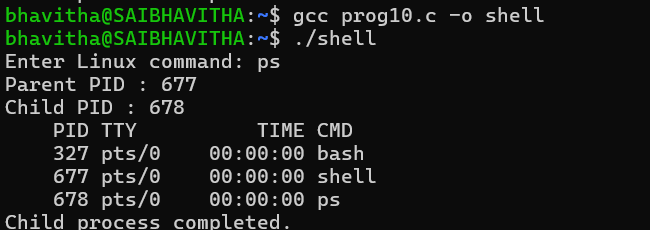 bhavitha@SAIBHAVITHA:~$ gcc prog10.c -o shell
bhavitha@SAIBHAVITHA:~$ ./shell
Enter Linux command: ps
Parent PID : 677
Child PID : 678
    PID TTY          TIME CMD
    327 pts/0    00:00:00 bash
    677 pts/0    00:00:00 shell
    678 pts/0    00:00:00 ps
Child process completed.